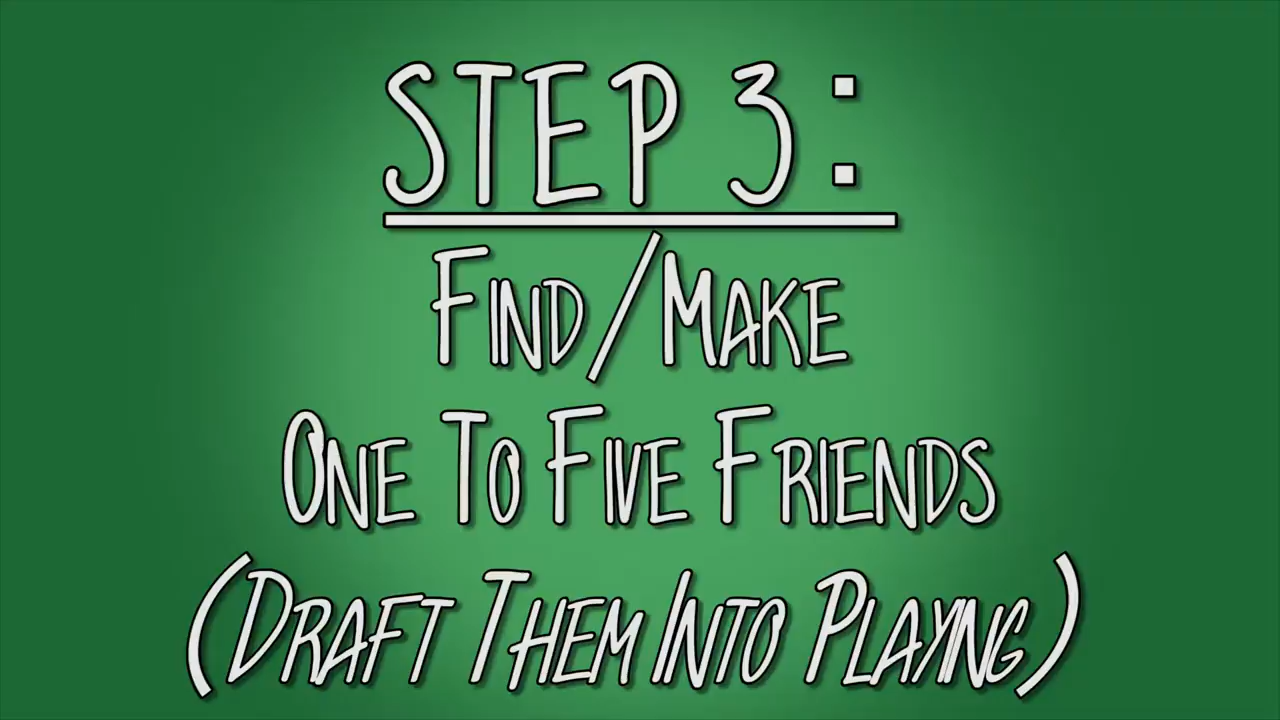 STEP 3:
FIND/MAKE
ONE TO FIVE FRIENDS
(DRAFT THEM INTO PLAYING)